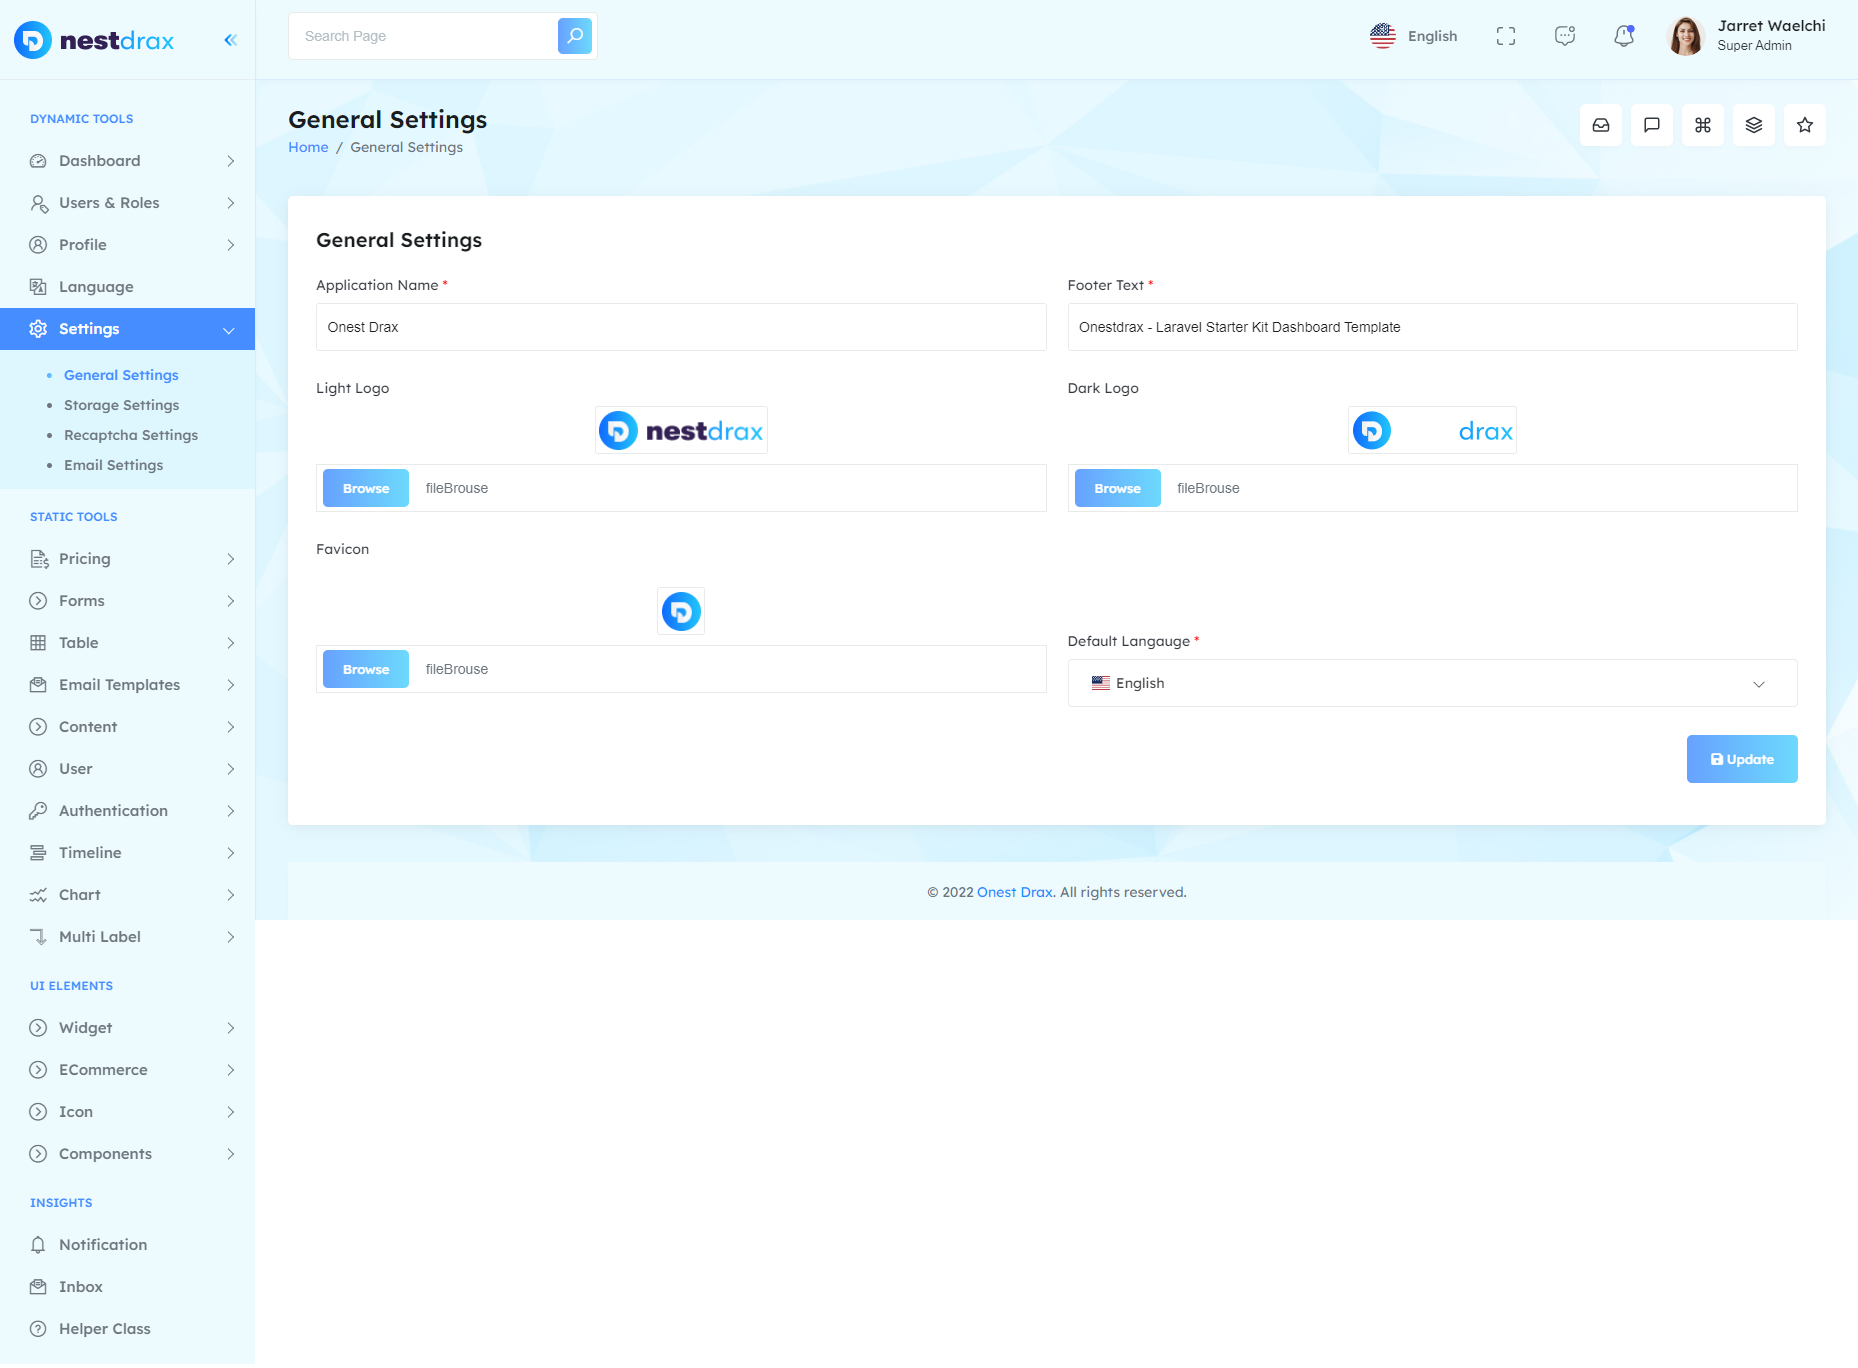 nestdrax
Search Page
English
Jarret Waelchi
Super Admin
DYNAMIC TOOLS
Dashboard
Users & Roles
Profile
Language
Settings
General Settings
Storage Settings
Recaptcha Settings
Email Settings
STATIC TOOLS
Pricing
Forms
Table
Email Templates
Content
User
Authentication
Timeline
Chart
Multi Label
UI ELEMENTS
Widget
ECommerce
Icon
Components
INSIGHTS
Notification
Inbox
Helper Class
General Settings
Home / General Settings
General Settings
Application Name *
Onest Drax
Footer Text *
Onestdrax - Laravel Starter Kit Dashboard Template
Light Logo
nestdrax
Browse fileBrouse
Dark Logo
drax
Browse fileBrouse
Favicon
Browse fileBrouse
Default Langauge *
English
Update
© 2022 Onest Drax. All rights reserved.